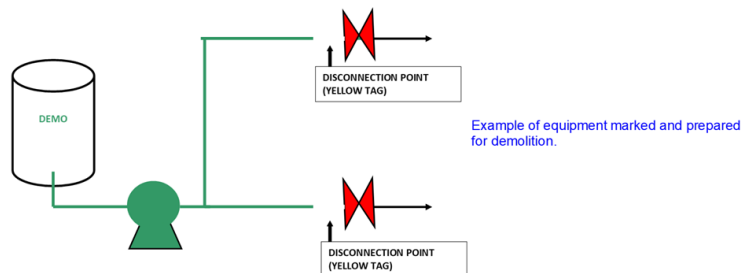 DISCONNECTION POINT
(YELLOW TAG)
DEMO
Example of equipment marked and prepared
for demolition.
DISCONNECTION POINT
(YELLOW TAG)